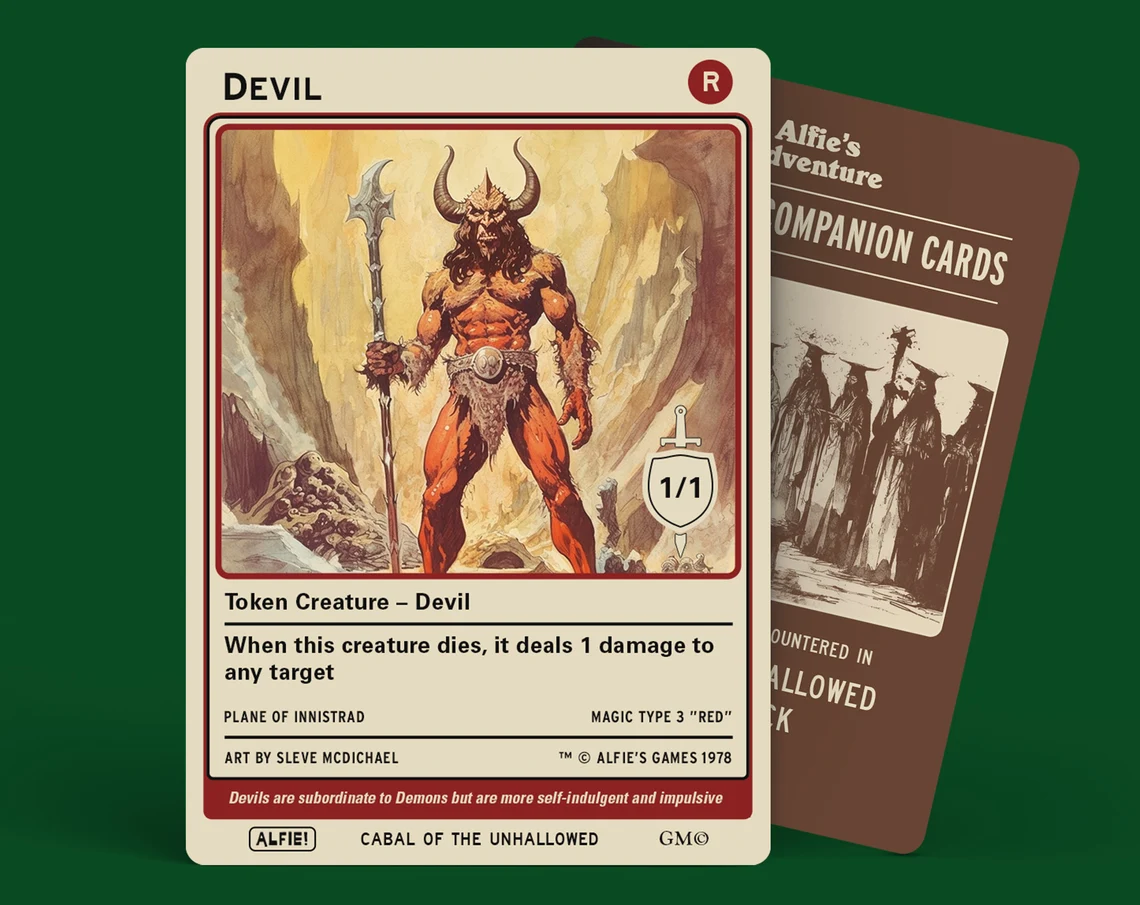 DEVIL
R
1/1
Token Creature – Devil
When this creature dies, it deals 1 damage to
any target
PLANE OF INNISTRAD
MAGIC TYPE 3 "RED"
ART BY SLEVE MCDICHAEL
™ © ALFIE'S GAMES 1978
Devils are subordinate to Demons but are more self-indulgent and impulsive
ALFIE!
CABAL OF THE UNHALLOWED
GM©
Alfie's
dventure
COMPANION CARDS
OUNTERED IN
ALLOWED
CK